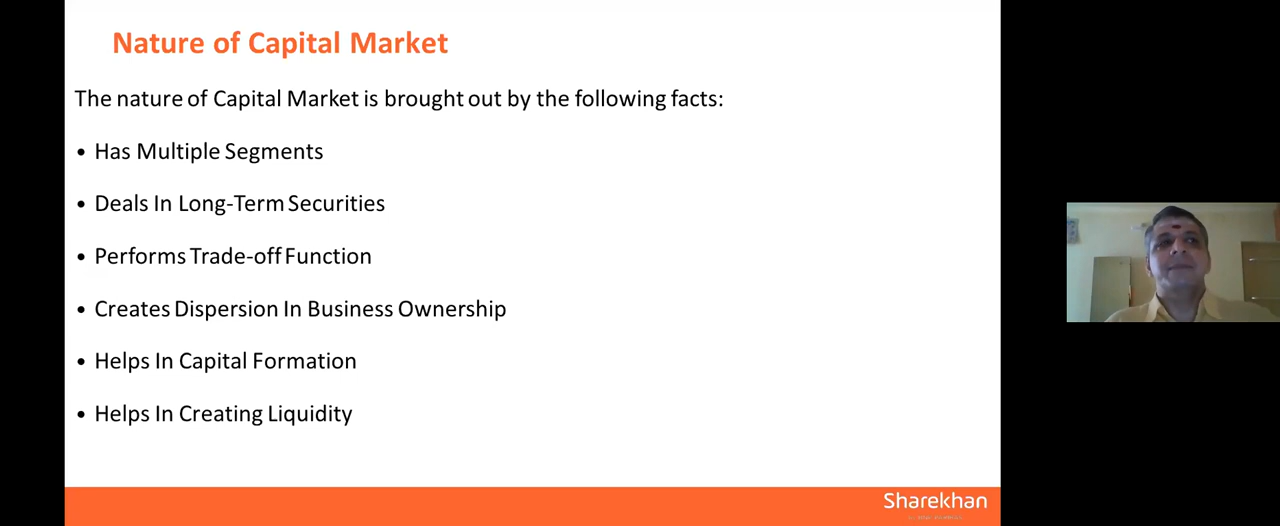 Nature of Capital Market
The nature of Capital Market is brought out by the following facts:
• Has Multiple Segments
• Deals In Long-Term Securities
• Performs Trade-off Function
• Creates Dispersion In Business Ownership
• Helps In Capital Formation
• Helps In Creating Liquidity
Sharekhan